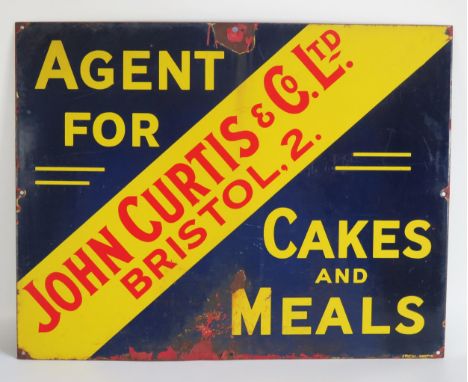 AGENT
FOR
JOHN CURTIS & CO. LTD.
BRISTOL, 2.
CAKES
AND
MEALS